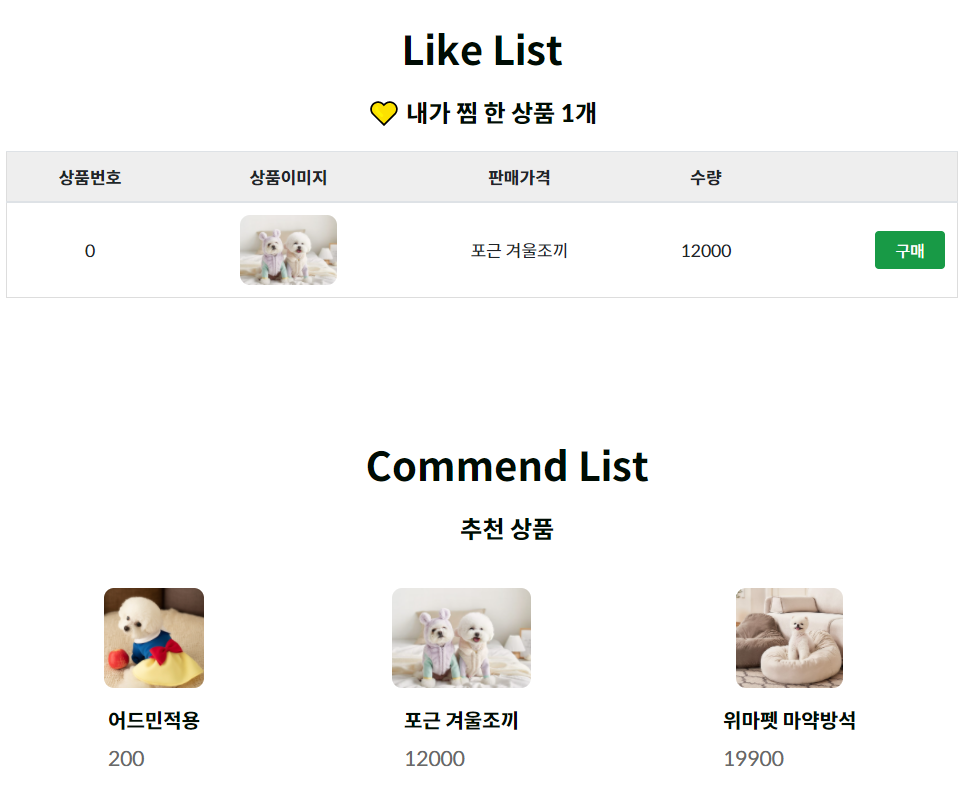 Like List
내가 찜 한 상품 1개
상품번호 상품이미지 판매가격 수량
0 포근 겨울조끼 12000 구매
Commend List
추천 상품
어드민적용 포근 겨울조끼 위마펫 마약방석
200 12000 19900